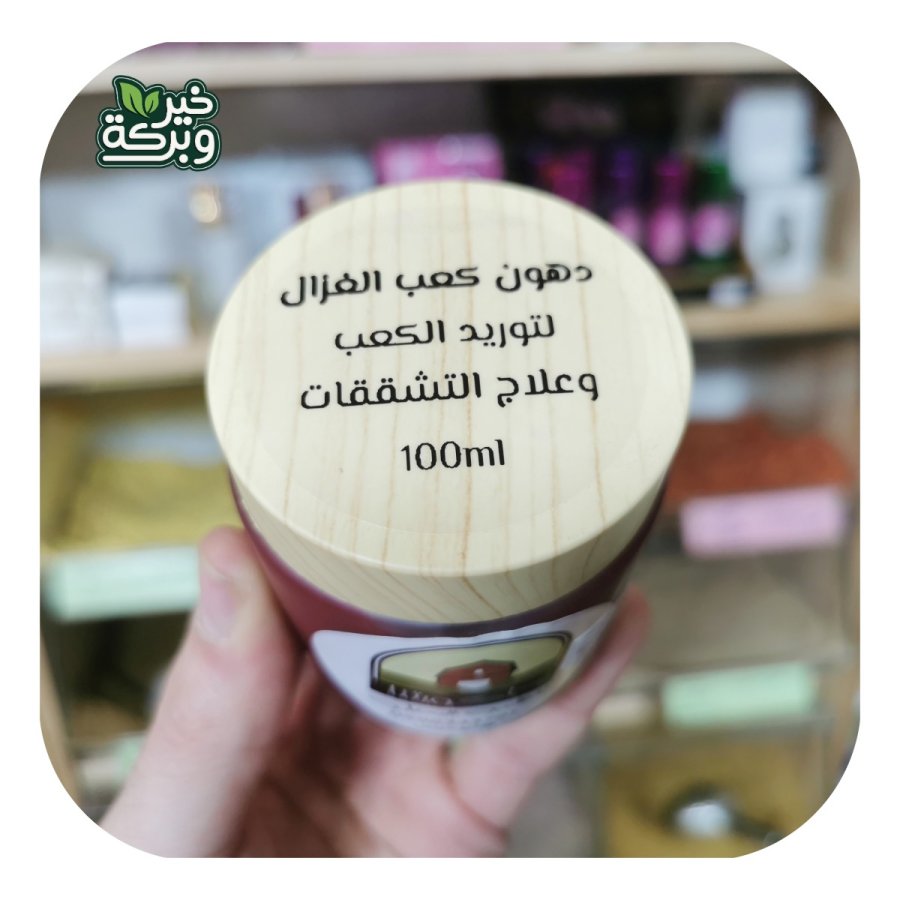 خير
وبركة
دهون كعب الغزال
لتوريد الكعب
وعلاج التشققات
100ml